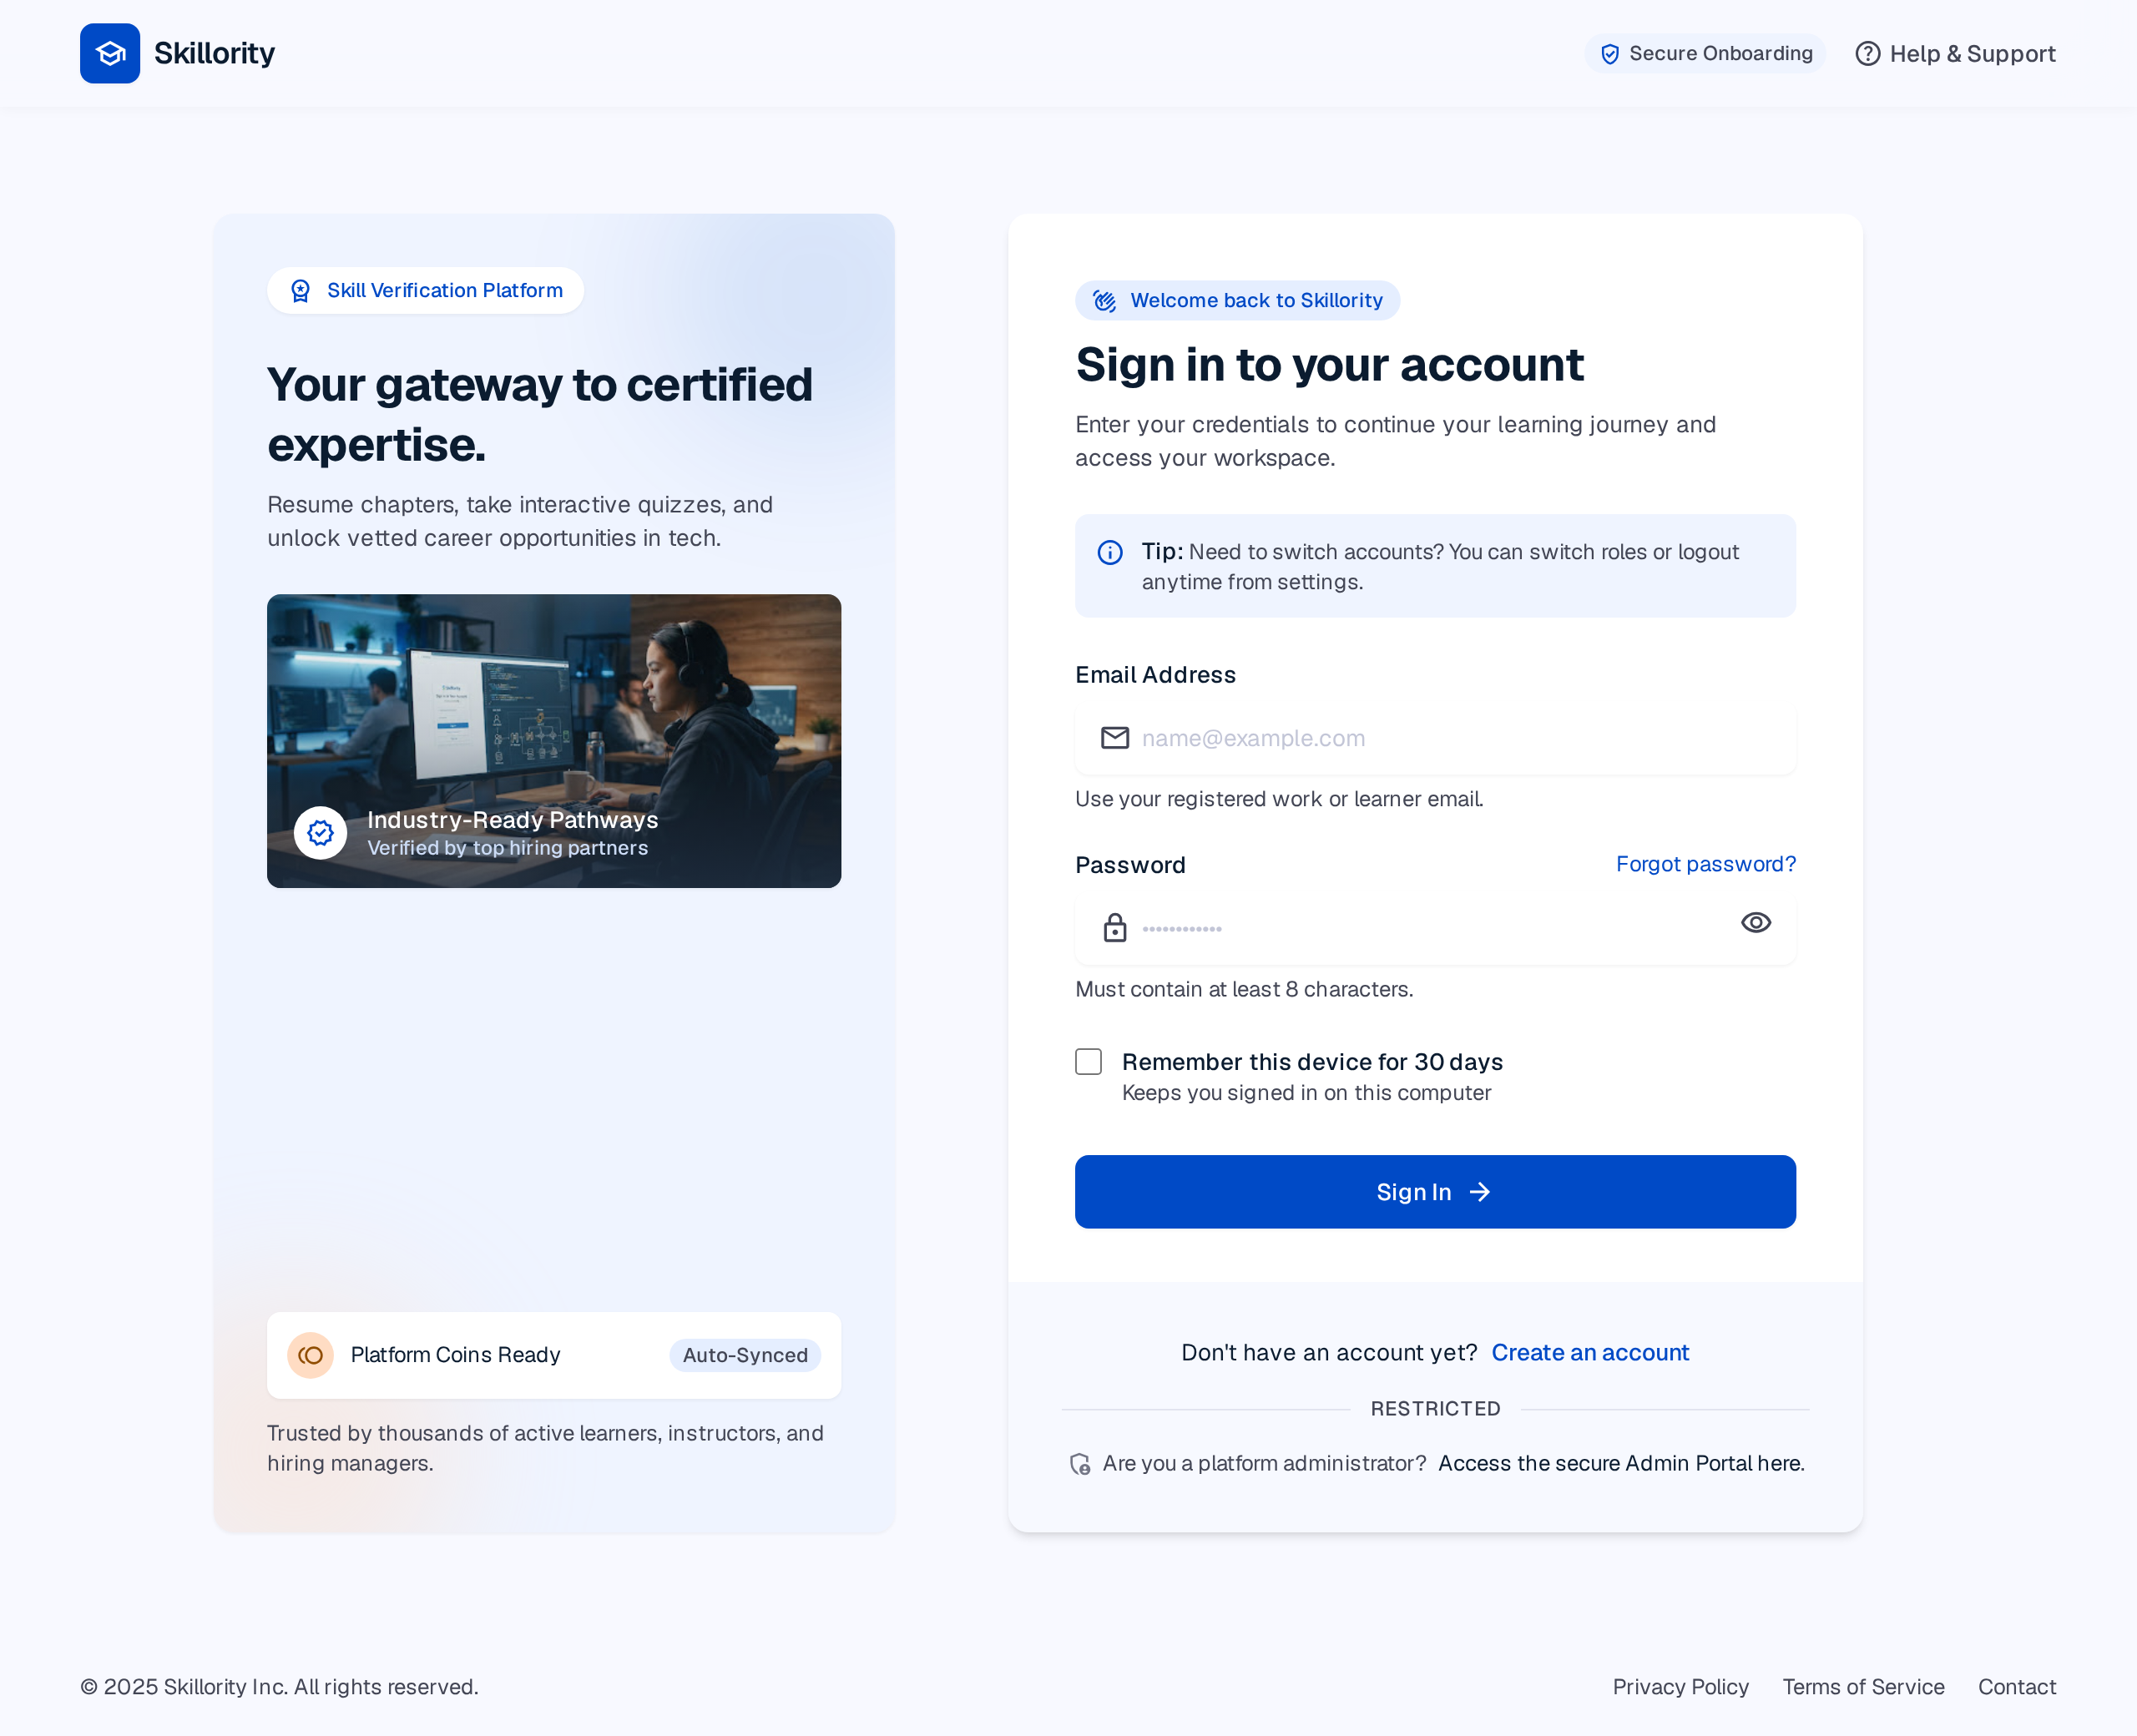 Skillority
Secure Onboarding
Help & Support
Skill Verification Platform
Your gateway to certified
expertise.
Resume chapters, take interactive quizzes, and
unlock vetted career opportunities in tech.
Industry-Ready Pathways
Verified by top hiring partners
Platform Coins Ready
Auto-Synced
Trusted by thousands of active learners, instructors, and
hiring managers.
Welcome back to Skillority
Sign in to your account
Enter your credentials to continue your learning journey and
access your workspace.
Tip: Need to switch accounts? You can switch roles or logout
anytime from settings.
Email Address
name@example.com
Use your registered work or learner email.
Password
Forgot password?
••••••••••••
Must contain at least 8 characters.
Remember this device for 30 days
Keeps you signed in on this computer
Sign In
Don't have an account yet? Create an account
RESTRICTED
Are you a platform administrator? Access the secure Admin Portal here.
© 2025 Skillority Inc. All rights reserved.
Privacy Policy
Terms of Service
Contact